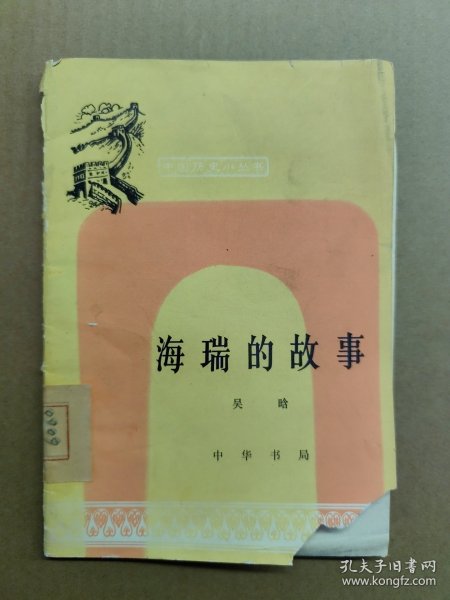 中国历史小丛书
海瑞的故事
吴晗
中华书局
孔夫子旧书网
www.kongfz.com